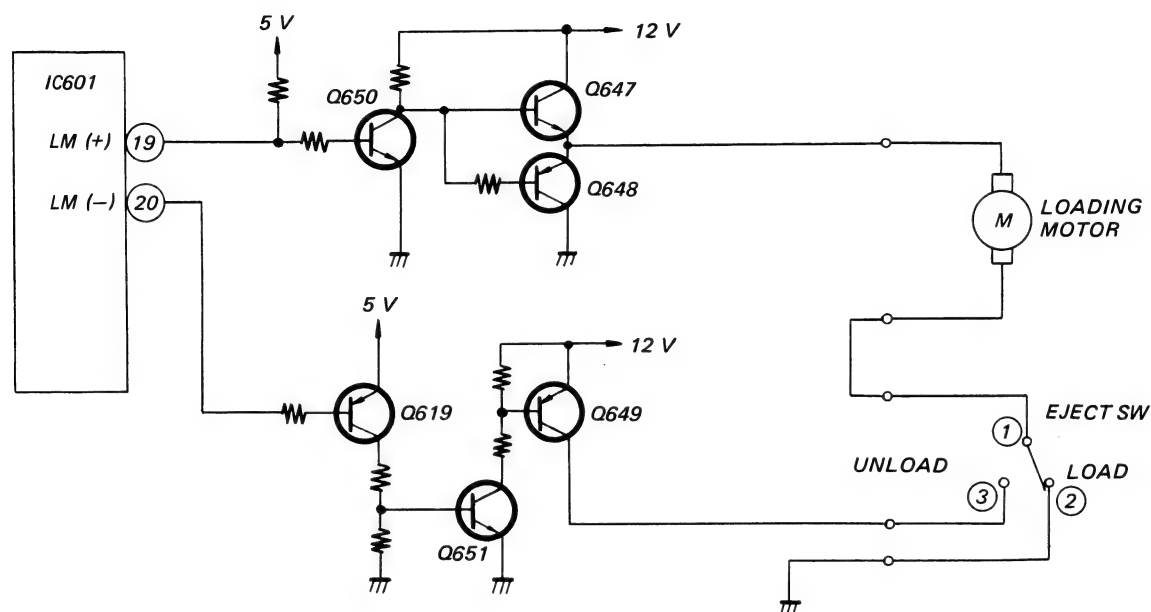 5 V
12 V
IC601
Q650
Q647
LM (+) 19
Q648
LM (−) 20
M
LOADING
MOTOR
5 V
12 V
Q619
Q649
EJECT SW
1
UNLOAD
LOAD
3
2
Q651